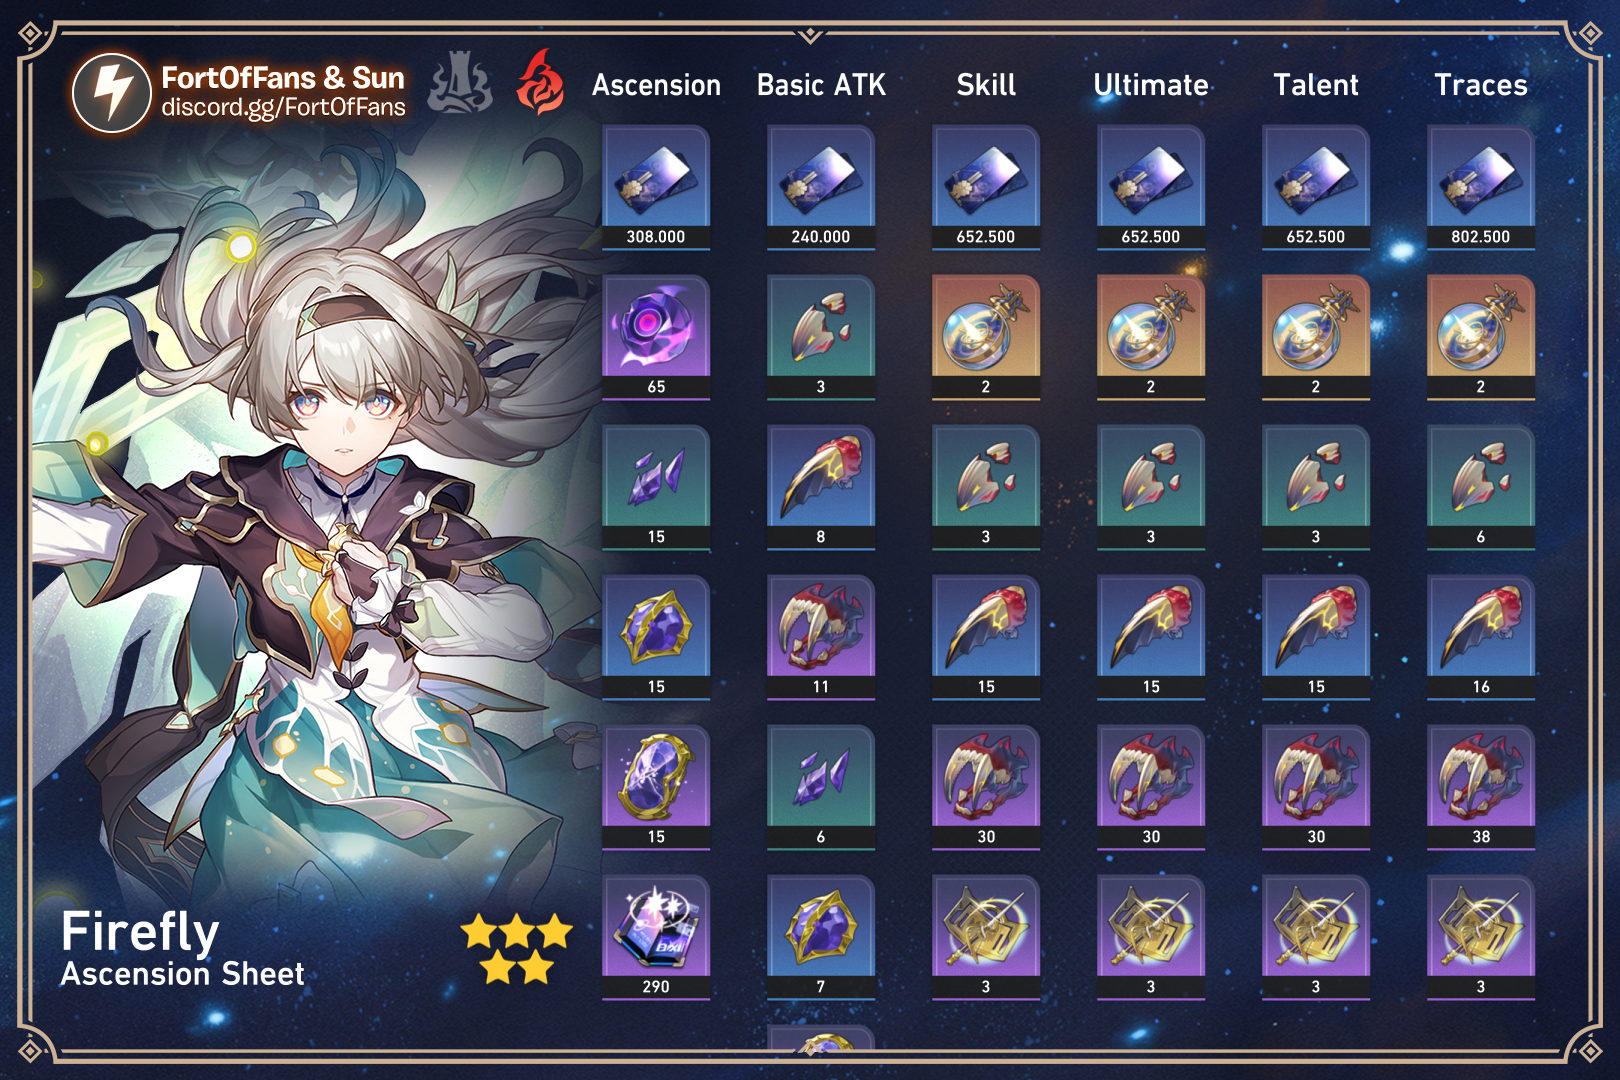 FortOfFans & Sun
discord.gg/FortOfFans
Ascension Basic ATK Skill Ultimate Talent Traces
308.000 240.000 652.500 652.500 652.500 802.500
65 3 2 2 2 2
15 8 3 3 3 6
15 11 15 15 15 16
15 6 30 30 30 38
290 7 3 3 3 3
Firefly
Ascension Sheet